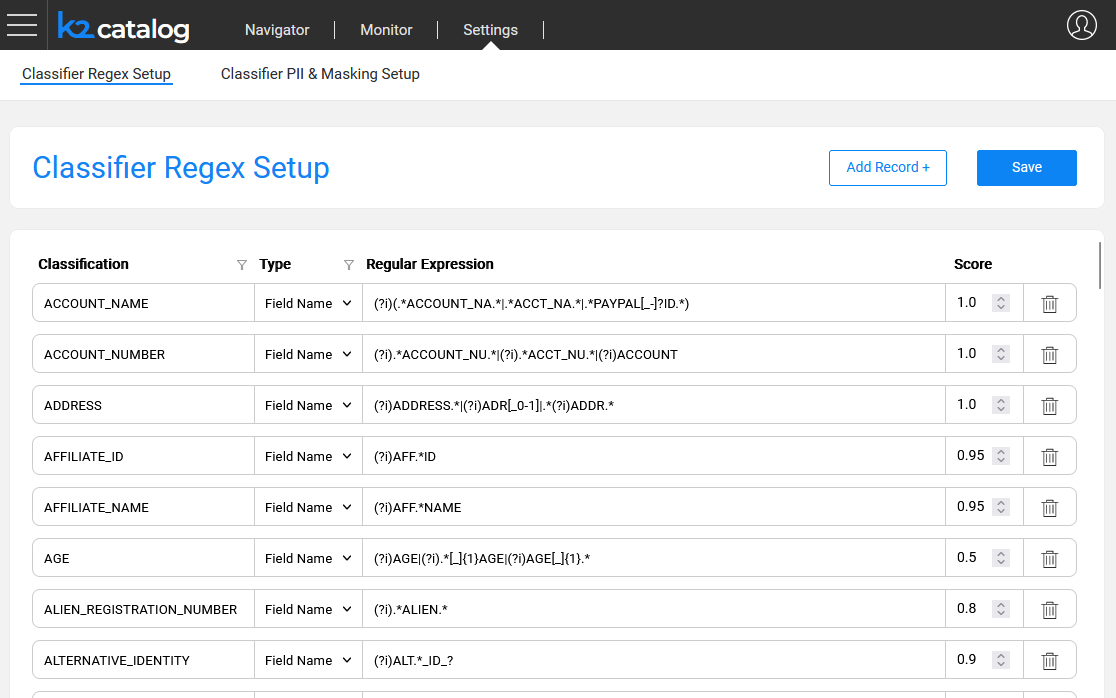 k2catalog Navigator Monitor Settings
Classifier Regex Setup Classifier PII & Masking Setup
Classifier Regex Setup Add Record + Save
Classification Type Regular Expression Score
ACCOUNT_NAME Field Name (?i)(.*ACCOUNT_NA.*|.*ACCT_NA.*|.*PAYPAL[_-]?ID.*) 1.0
ACCOUNT_NUMBER Field Name (?i).*ACCOUNT_NU.*|(?i).*ACCT_NU.*|(?i)ACCOUNT 1.0
ADDRESS Field Name (?i)ADDRESS.*|(?i)ADR[_0-1]|.*(?i)ADDR.* 1.0
AFFILIATE_ID Field Name (?i)AFF.*ID 0.95
AFFILIATE_NAME Field Name (?i)AFF.*NAME 0.95
AGE Field Name (?i)AGE|(?i).*[_]{1}AGE|(?i)AGE[_]{1}.* 0.5
ALIEN_REGISTRATION_NUMBER Field Name (?i).*ALIEN.* 0.8
ALTERNATIVE_IDENTITY Field Name (?i)ALT.*_ID_? 0.9